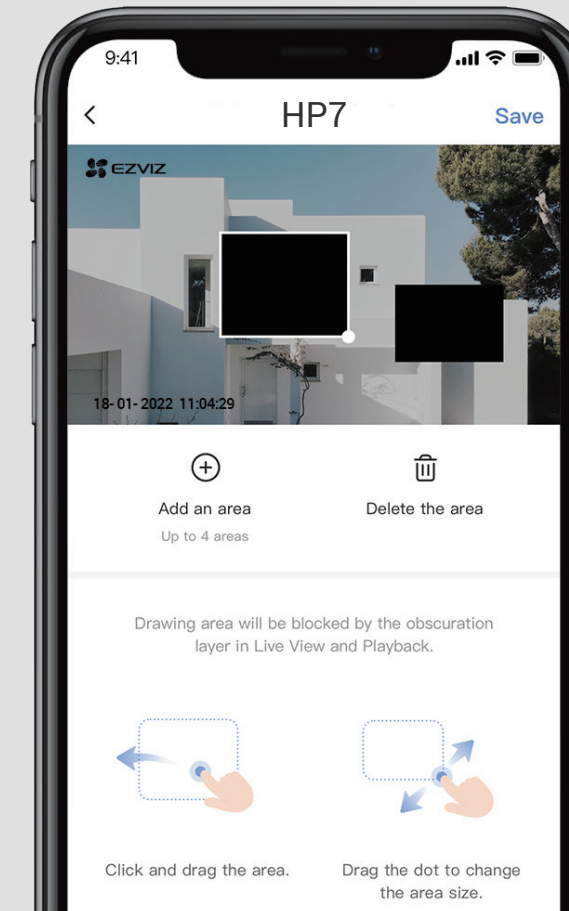 9:41
HP7
Save
EZVIZ
18-01-2022 11:04:29
Add an area
Delete the area
Up to 4 areas
Drawing area will be blocked by the obscuration
layer in Live View and Playback.
Click and drag the area.
Drag the dot to change
the area size.